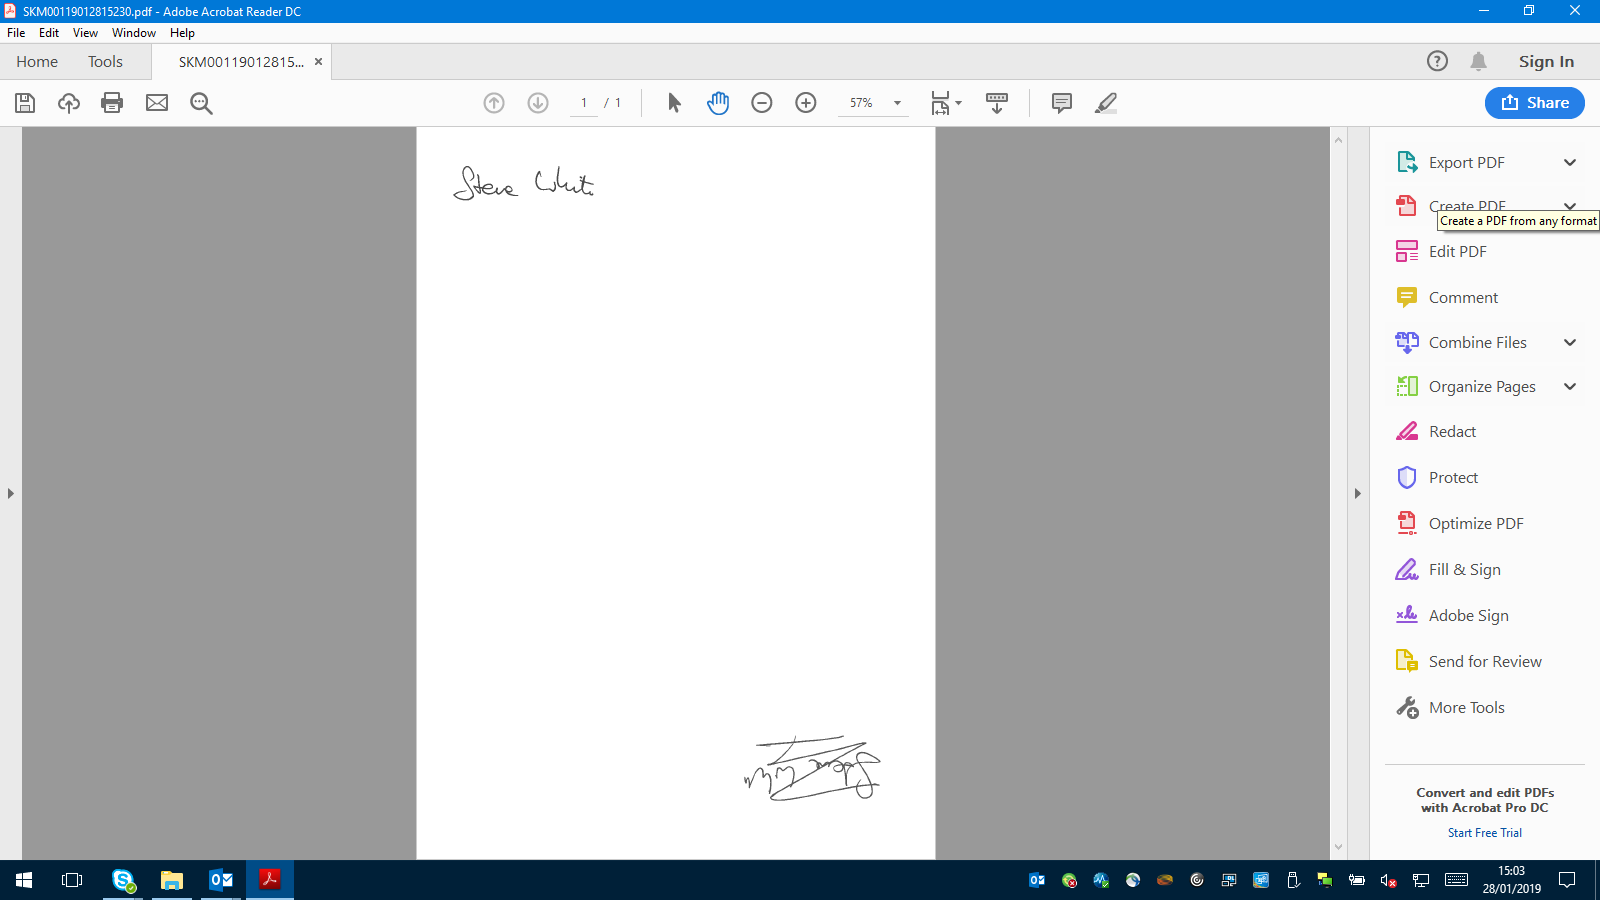 SKM00119012815230.pdf - Adobe Acrobat Reader DC
File Edit View Window Help
Home Tools SKM00119012815... × ? Sign In
1 / 1 57% Share
Steve White
Export PDF
Create PDF
Create a PDF from any format
Edit PDF
Comment
Combine Files
Organize Pages
Redact
Protect
Optimize PDF
Fill & Sign
Adobe Sign
Send for Review
More Tools
Convert and edit PDFs
with Acrobat Pro DC
Start Free Trial
15:03
28/01/2019